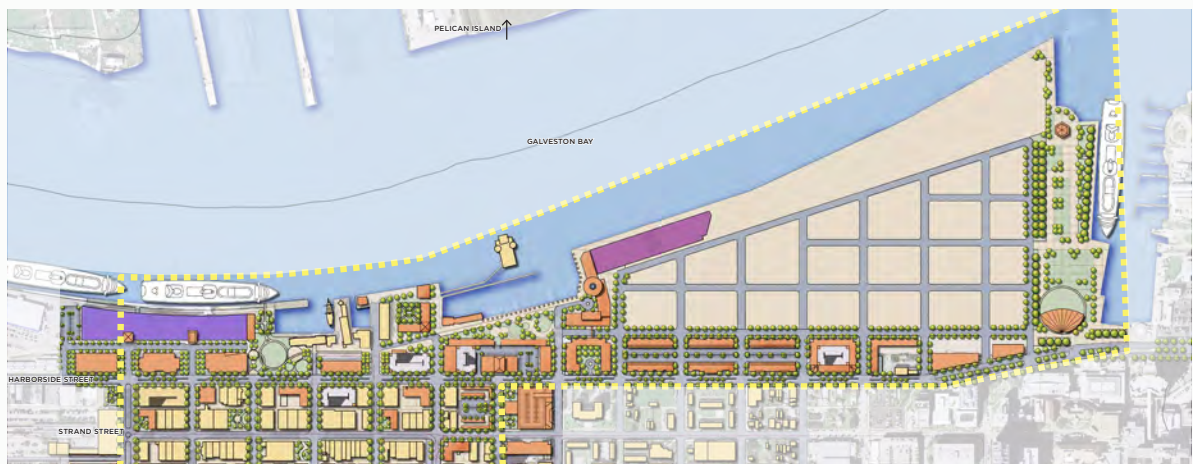 PELICAN ISLAND
GALVESTON BAY
HARBORSIDE STREET
STRAND STREET